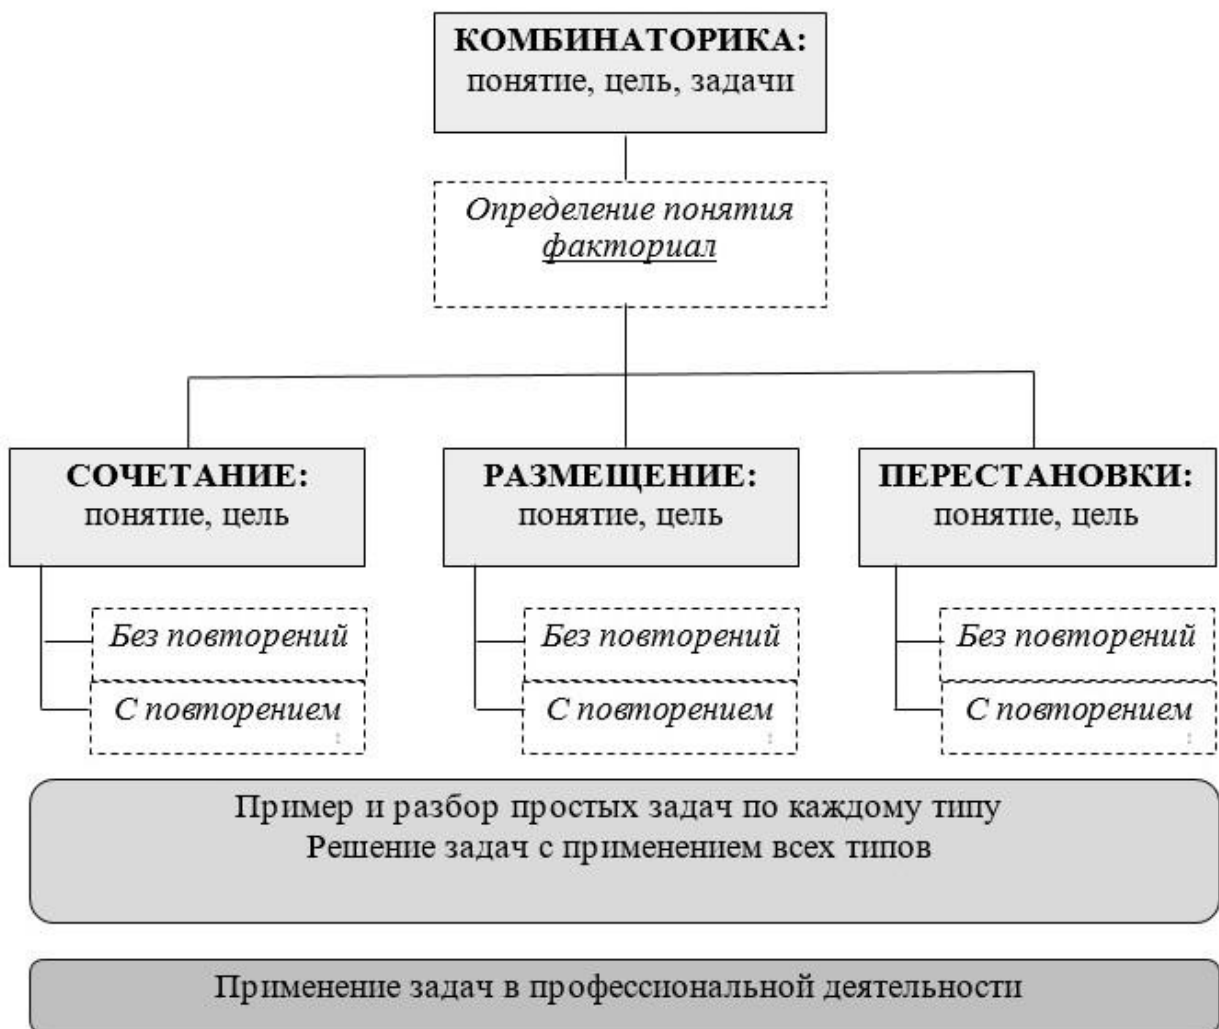 КОМБИНАТОРИКА:
понятие, цель, задачи
Определение понятия
факториал
СОЧЕТАНИЕ:
понятие, цель
Без повторений
С повторением
РАЗМЕЩЕНИЕ:
понятие, цель
Без повторений
С повторением
ПЕРЕСТАНОВКИ:
понятие, цель
Без повторений
С повторением
Пример и разбор простых задач по каждому типу
Решение задач с применением всех типов
Применение задач в профессиональной деятельности